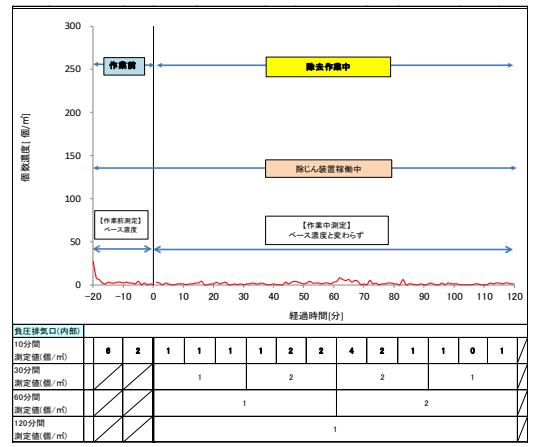 300
250
200
150
100
50
0
個数濃度[ 個/㎥]
作業前
除去作業中
除じん装置稼働中
【作業前測定】
ベース濃度
【作業中測定】
ベース濃度と変わらず
-20 -10 0 10 20 30 40 50 60 70 80 90 100 110 120
経過時間[分]
負圧排気口(内部)
10分間
測定値(個/㎥)
6 2 1 1 1 1 2 2 4 2 1 1 0 1
30分間
測定値(個/㎥)
1 2 2 1
60分間
測定値(個/㎥)
1 2
120分間
測定値(個/㎥)
1